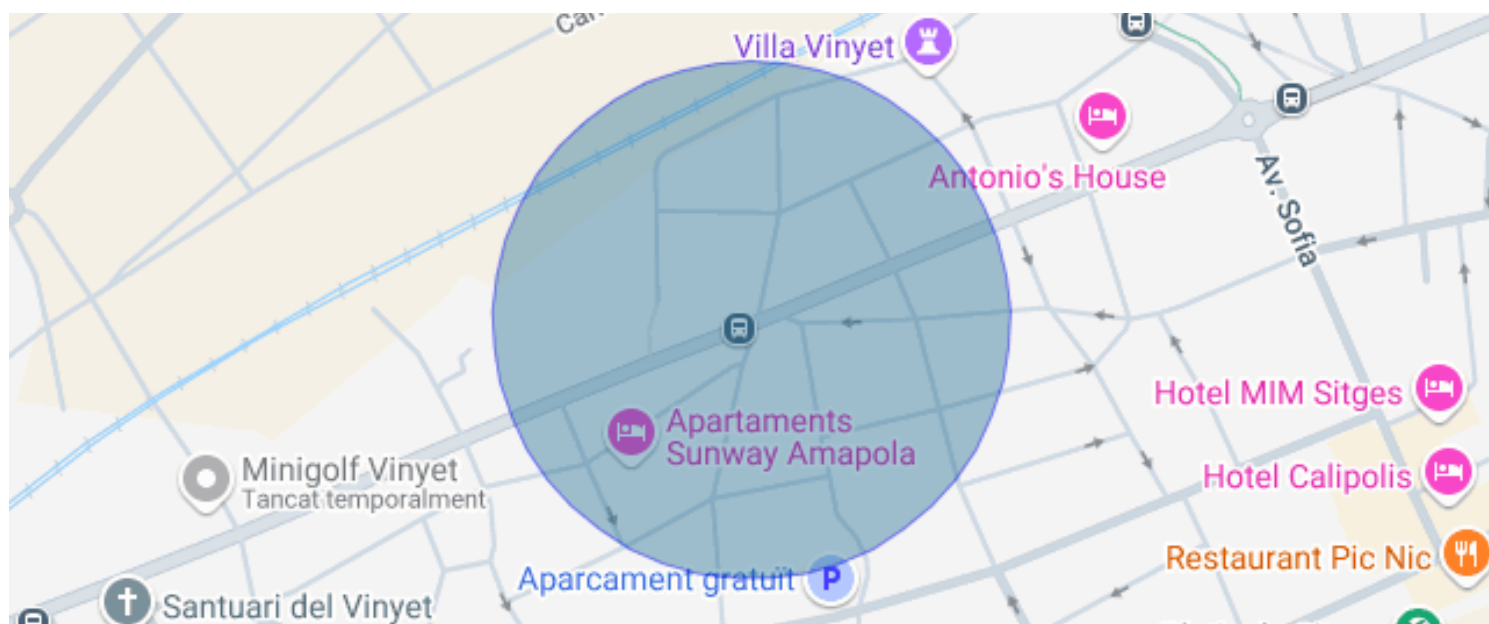 Villa Vinyet
Antonio's House
Av. Sofia
Hotel MIM Sitges
Apartaments
Sunway Amapola
Minigolf Vinyet
Tancat temporalment
Hotel Calipolis
Restaurant Pic Nic
Aparcament gratuït
P
Santuari del Vinyet